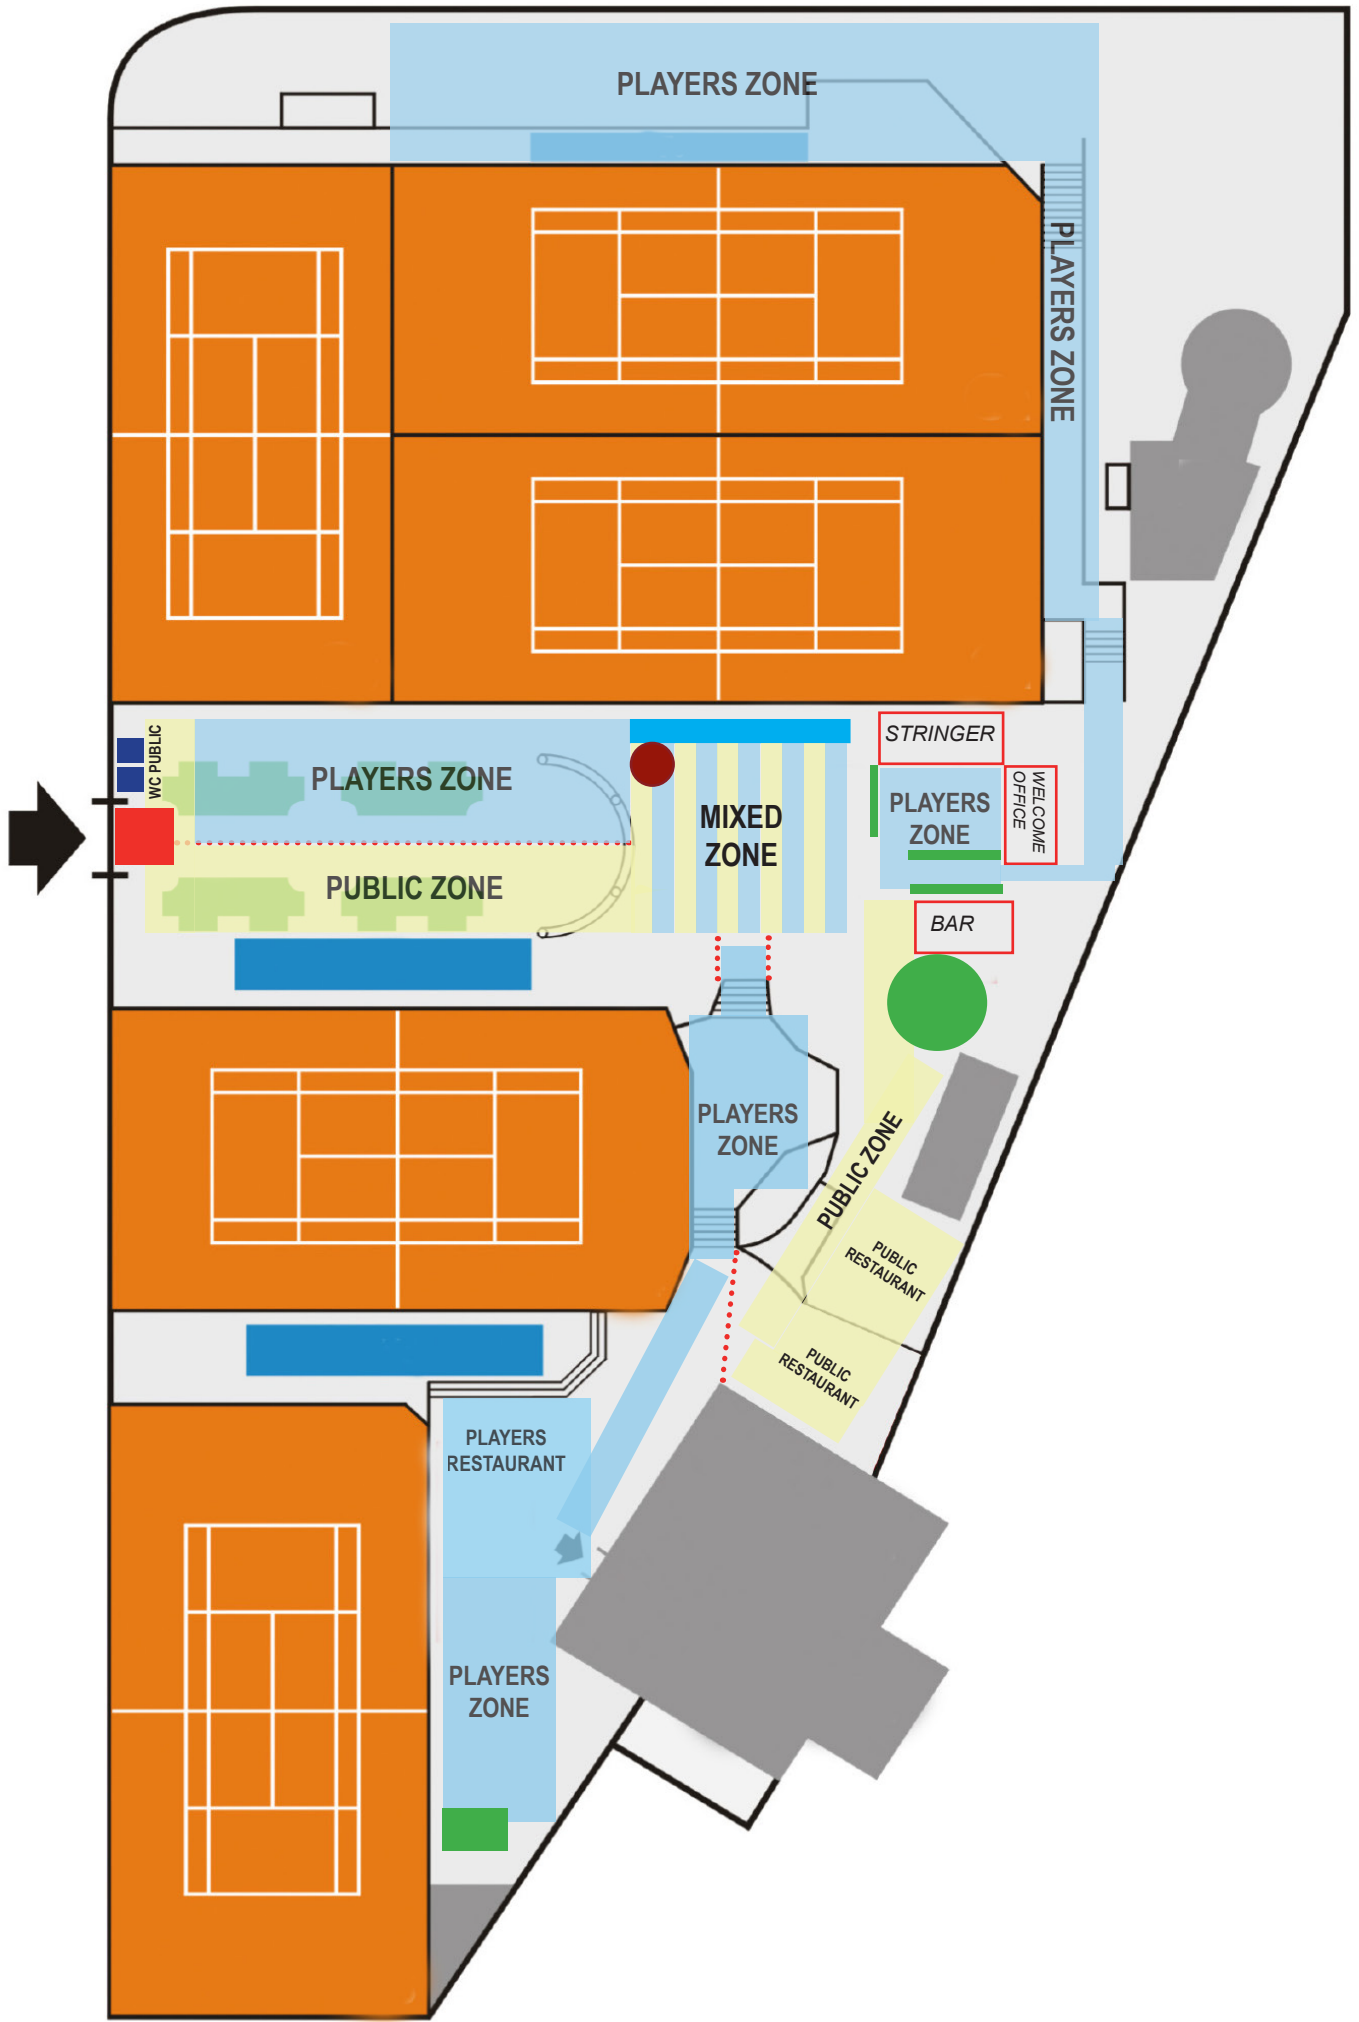 PLAYERS ZONE
PLAYERS ZONE
WC PUBLIC
PLAYERS ZONE
PUBLIC ZONE
MIXED
ZONE
STRINGER
PLAYERS
ZONE
WELCOME
OFFICE
BAR
PLAYERS
ZONE
PUBLIC ZONE
PUBLIC
RESTAURANT
PUBLIC
RESTAURANT
PLAYERS
RESTAURANT
PLAYERS
ZONE